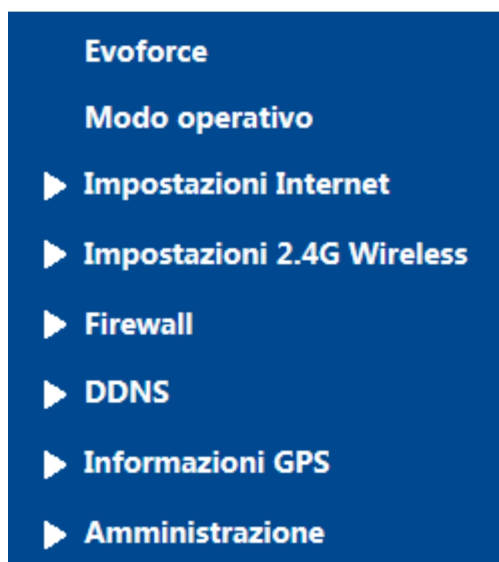 Evoforce
Modo operativo
Impostazioni Internet
Impostazioni 2.4G Wireless
Firewall
DDNS
Informazioni GPS
Amministrazione